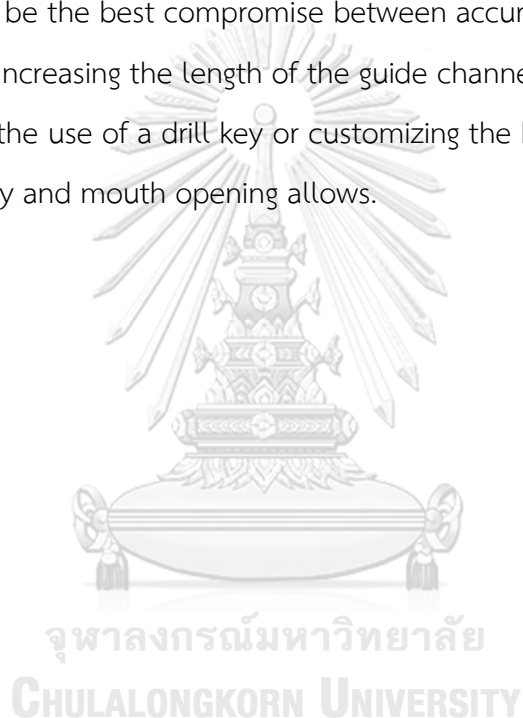 be the best compromise between accur
ncreasing the length of the guide channe
the use of a drill key or customizing the
y and mouth opening allows.
จุฬาลงกรณ์มหาวิทยาลัย
CHULALONGKORN UNIVERSITY